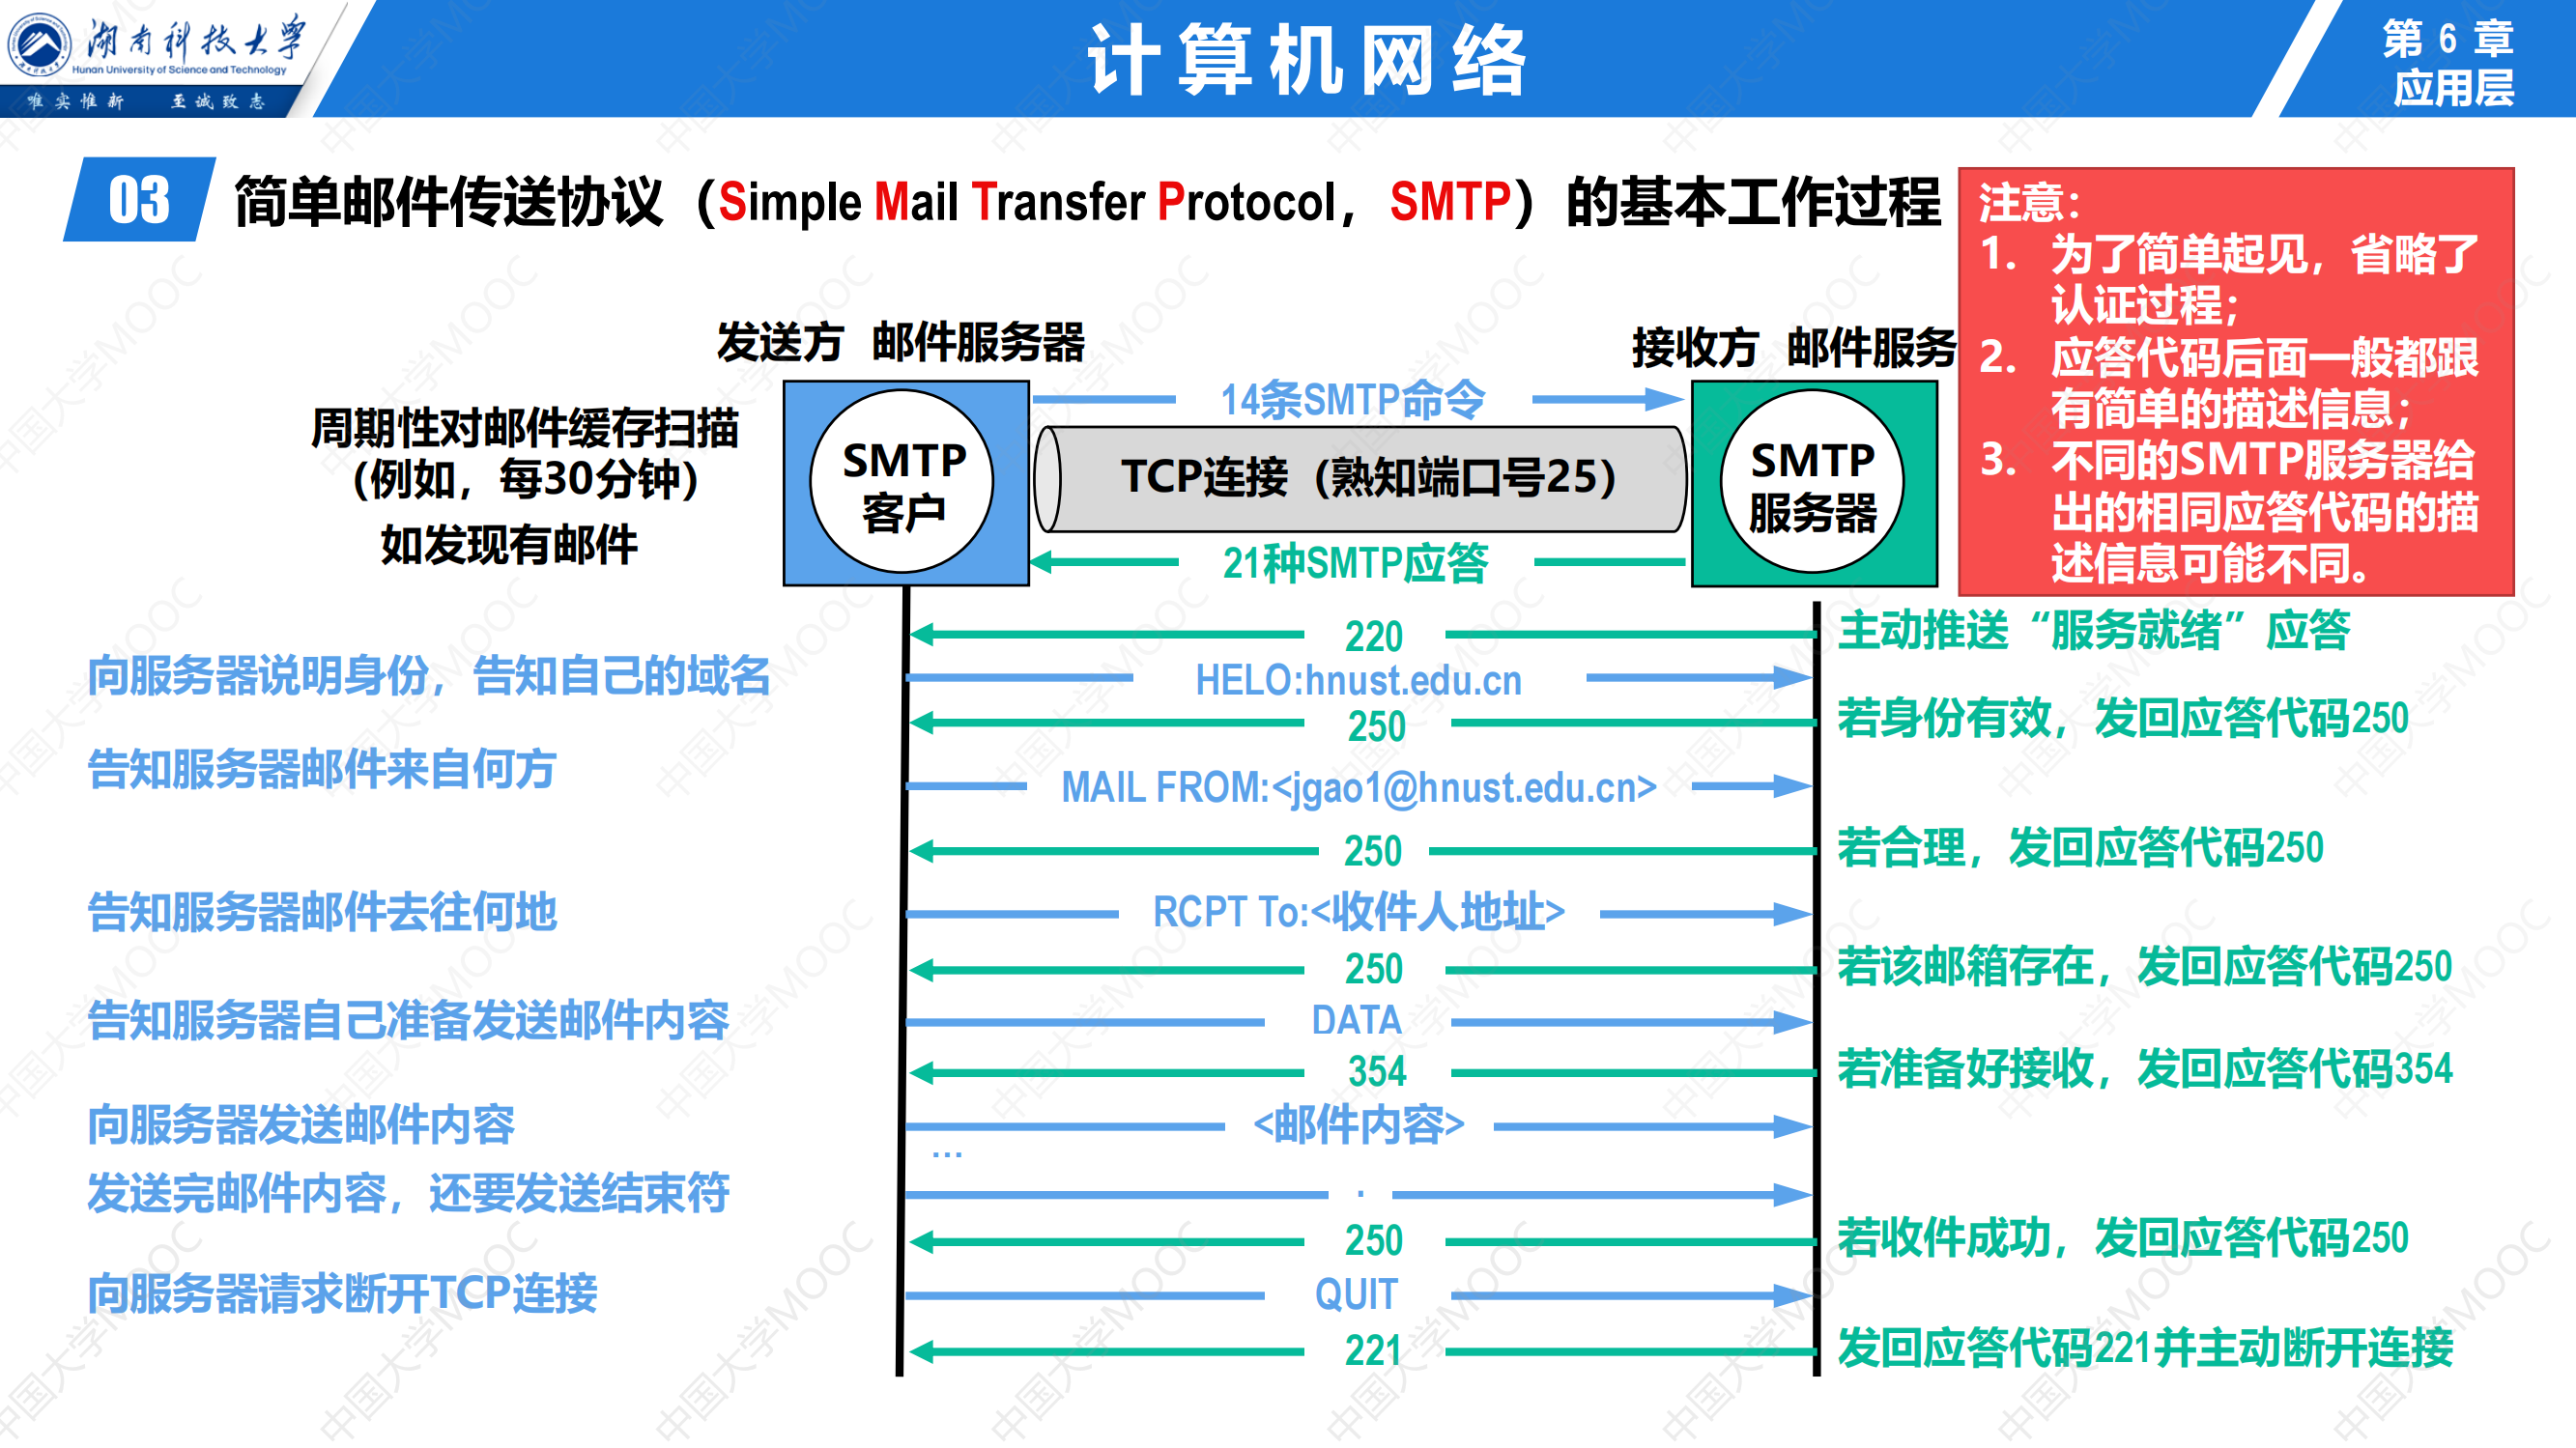 湖南科技大学
Hunan University of Science and Technology
唯实惟新 至诚致志
计算机网络
第 6 章
应用层
03
简单邮件传送协议（Simple Mail Transfer Protocol，SMTP）的基本工作过程
注意：
1. 为了简单起见，省略了
认证过程；
2. 应答代码后面一般都跟
有简单的描述信息；
3. 不同的SMTP服务器给
出的相同应答代码的描
述信息可能不同。
发送方 邮件服务器
接收方 邮件服务
周期性对邮件缓存扫描
（例如，每30分钟）
如发现有邮件
SMTP
客户
14条SMTP命令
TCP连接（熟知端口号25）
21种SMTP应答
SMTP
服务器
220
主动推送“服务就绪”应答
向服务器说明身份，告知自己的域名
HELO:hnust.edu.cn
250
若身份有效，发回应答代码250
告知服务器邮件来自何方
MAIL FROM:<jgao1@hnust.edu.cn>
250
若合理，发回应答代码250
告知服务器邮件去往何地
RCPT To:<收件人地址>
250
若该邮箱存在，发回应答代码250
告知服务器自己准备发送邮件内容
DATA
354
若准备好接收，发回应答代码354
向服务器发送邮件内容
<邮件内容>
...
发送完邮件内容，还要发送结束符
.
250
若收件成功，发回应答代码250
向服务器请求断开TCP连接
QUIT
221
发回应答代码221并主动断开连接
中国大学MOOC